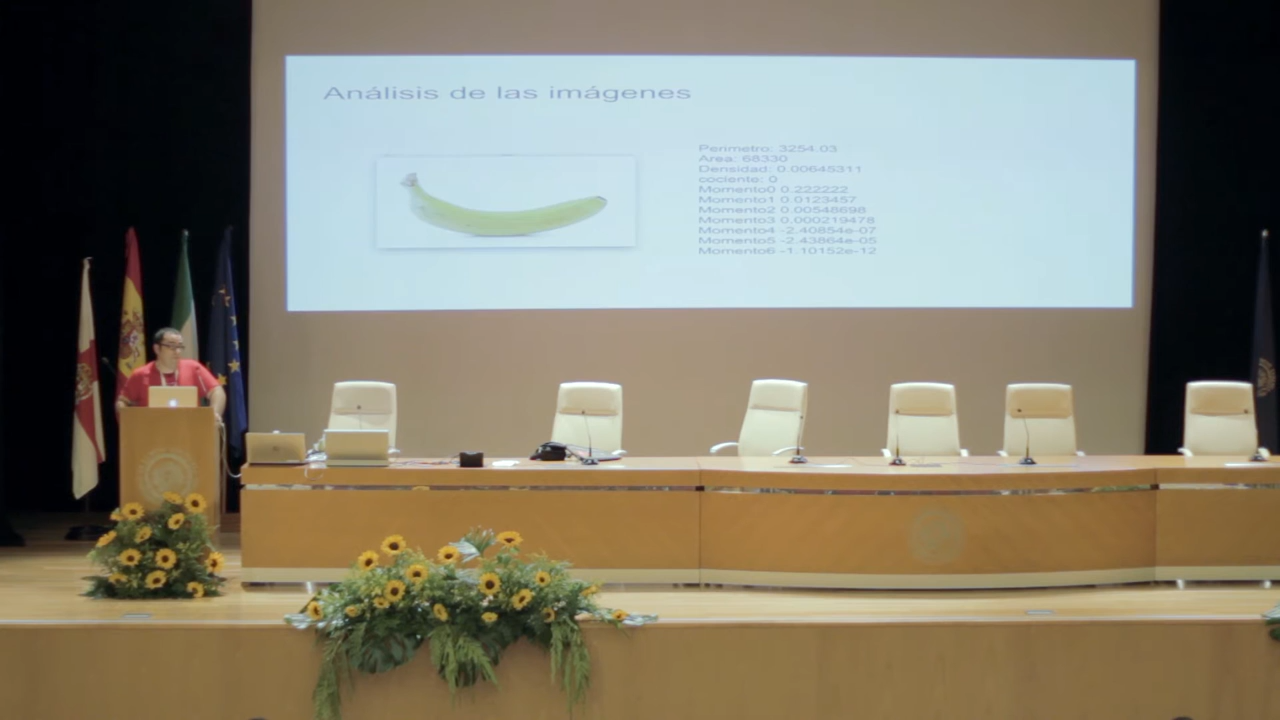 Análisis de las imágenes
Perimetro: 3254.03
Area: 68330
Densidad: 0.00645311
cociente: 0
Momento0 0.222222
Momento1 0.0123457
Momento2 0.00548698
Momento3 0.000219478
Momento4 -2.40854e-07
Momento5 -2.43864e-05
Momento6 -1.10152e-12